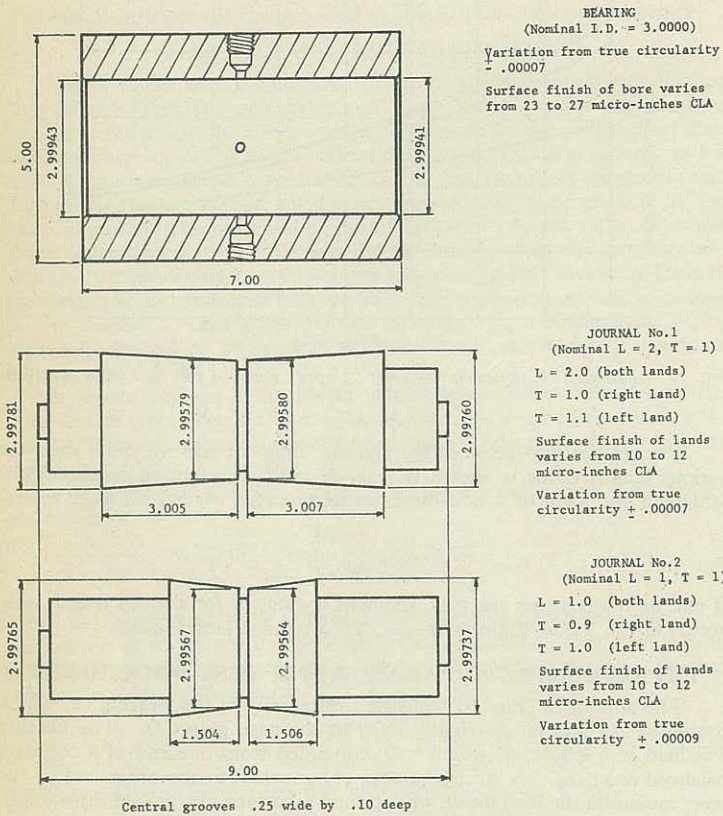 BEARING
(Nominal I.D. = 3.0000)
Variation from true circularity
± .00007
Surface finish of bore varies
from 23 to 27 micro-inches CLA
5.00
2.99943
2.99941
7.00
JOURNAL No.1
(Nominal L = 2, T = 1)
L = 2.0 (both lands)
T = 1.0 (right land)
T = 1.1 (left land)
Surface finish of lands
varies from 10 to 12
micro-inches CLA
Variation from true
circularity ± .00007
2.99781
2.99579
2.99580
2.99760
3.005
3.007
JOURNAL No.2
(Nominal L = 1, T = 1)
L = 1.0 (both lands)
T = 0.9 (right land)
T = 1.0 (left land)
Surface finish of lands
varies from 10 to 12
micro-inches CLA
Variation from true
circularity ± .00009
2.99765
2.99567
2.99564
2.99737
1.504
1.506
9.00
Central grooves .25 wide by .10 deep